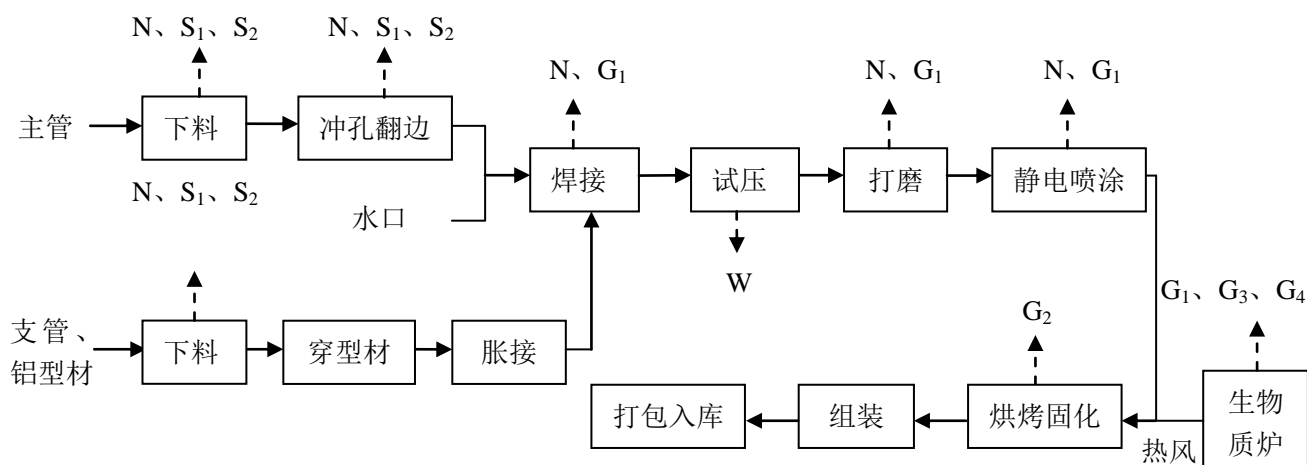 N、S₁、S₂
N、S₁、S₂
N、G₁
N、G₁
N、G₁
主管
下料
冲孔翻边
焊接
试压
打磨
静电喷涂
N、S₁、S₂
水口
W
G₁、G₃、G₄
G₂
支管、
铝型材
下料
穿型材
胀接
打包入库
组装
烘烤固化
热风
生物
质炉